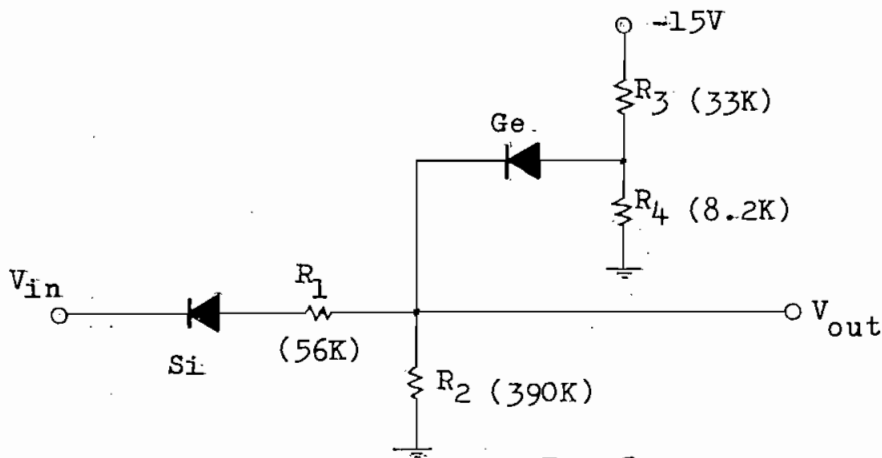 -15V
R3 (33K)
Ge.
R4 (8.2K)
Vin
R1
Vout
(56K)
Si
R2 (390K)